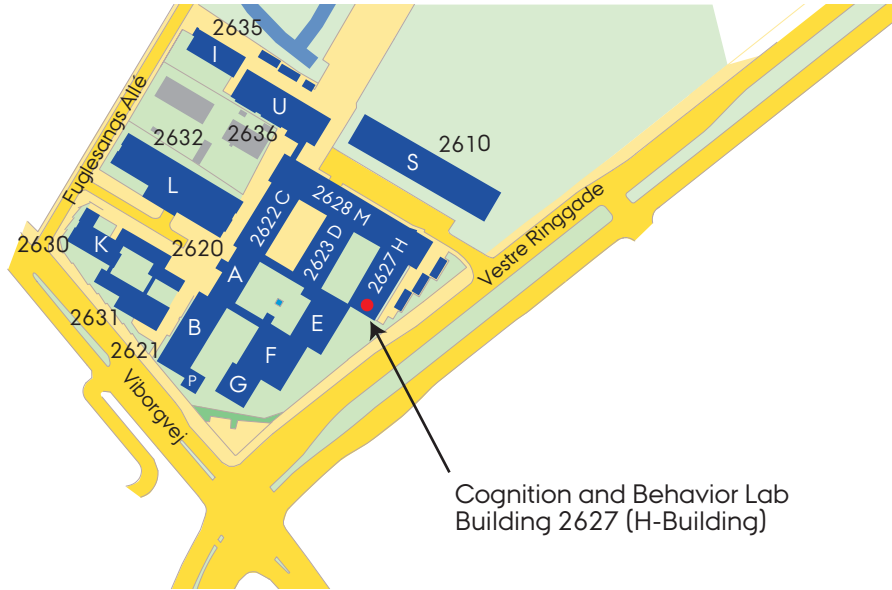 2635
I
U
2636
2632
Fuglesangs Allé
L
S
2610
2628 M
2622 C
2623 D
2627 H
Vestre Ringgade
2630
K
2620
A
2631
B
E
2621
F
P
G
Viborgvej
Cognition and Behavior Lab
Building 2627 (H-Building)